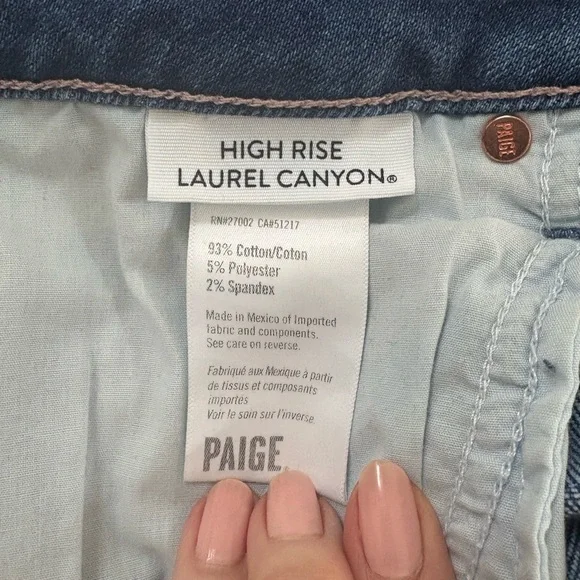 HIGH RISE
LAUREL CANYON®
PAIGE
RN#27002 CA#51217
93% Cotton/Coton
5% Polyester
2% Spandex
Made in Mexico of Imported
fabric and components.
See care on reverse.
Fabriqué aux Mexique à partir
de tissus et composants
importés
Voir le soin sur l'inverse.
PAIGE.